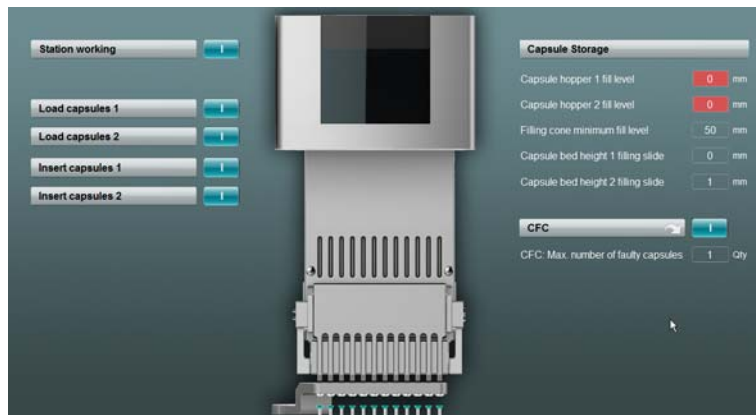 Station working I
Load capsules 1 I
Load capsules 2 I
Insert capsules 1 I
Insert capsules 2 I
Capsule Storage
Capsule hopper 1 fill level 0 mm
Capsule hopper 2 fill level 0 mm
Filling cone minimum fill level 50 mm
Capsule bed height 1 filling slide 0 mm
Capsule bed height 2 filling slide 1 mm
CFC I
CFC: Max. number of faulty capsules 1 Qty